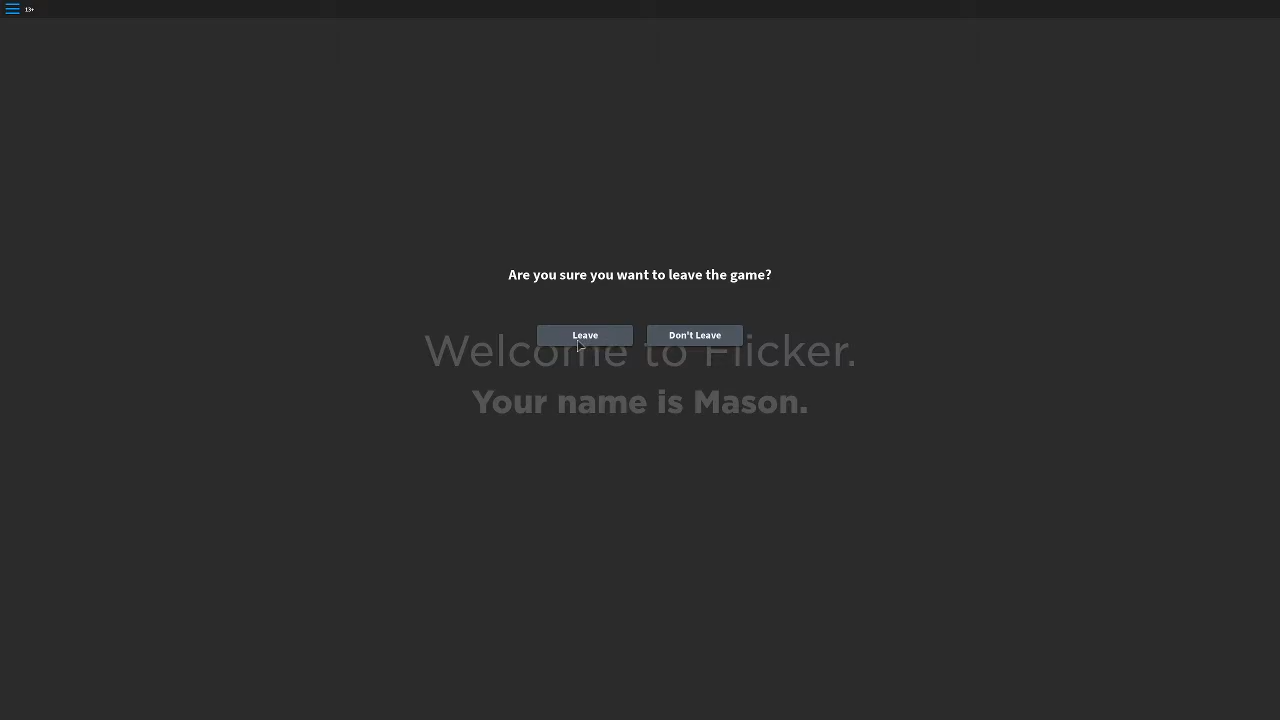 13+
Are you sure you want to leave the game?
Leave
Don't Leave
Welcome to Flicker.
Your name is Mason.